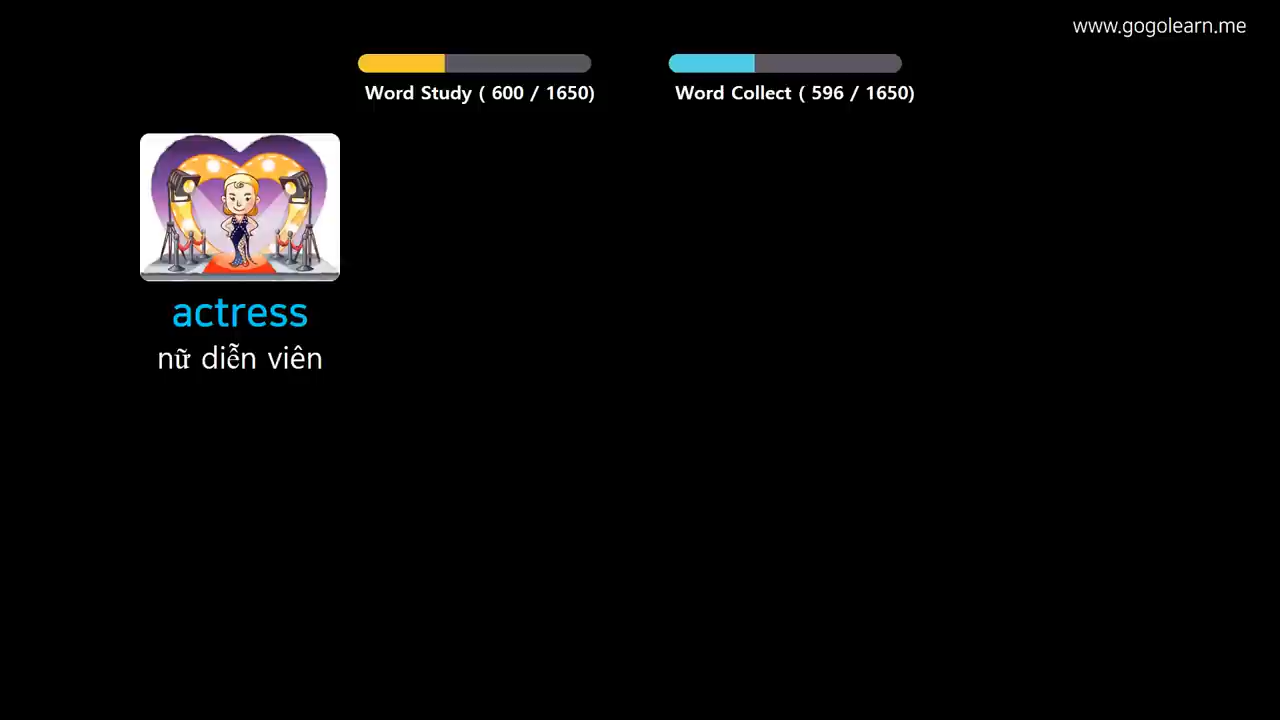 www.gogolearn.me
Word Study ( 600 / 1650)
Word Collect ( 596 / 1650)
actress
nữ diễn viên